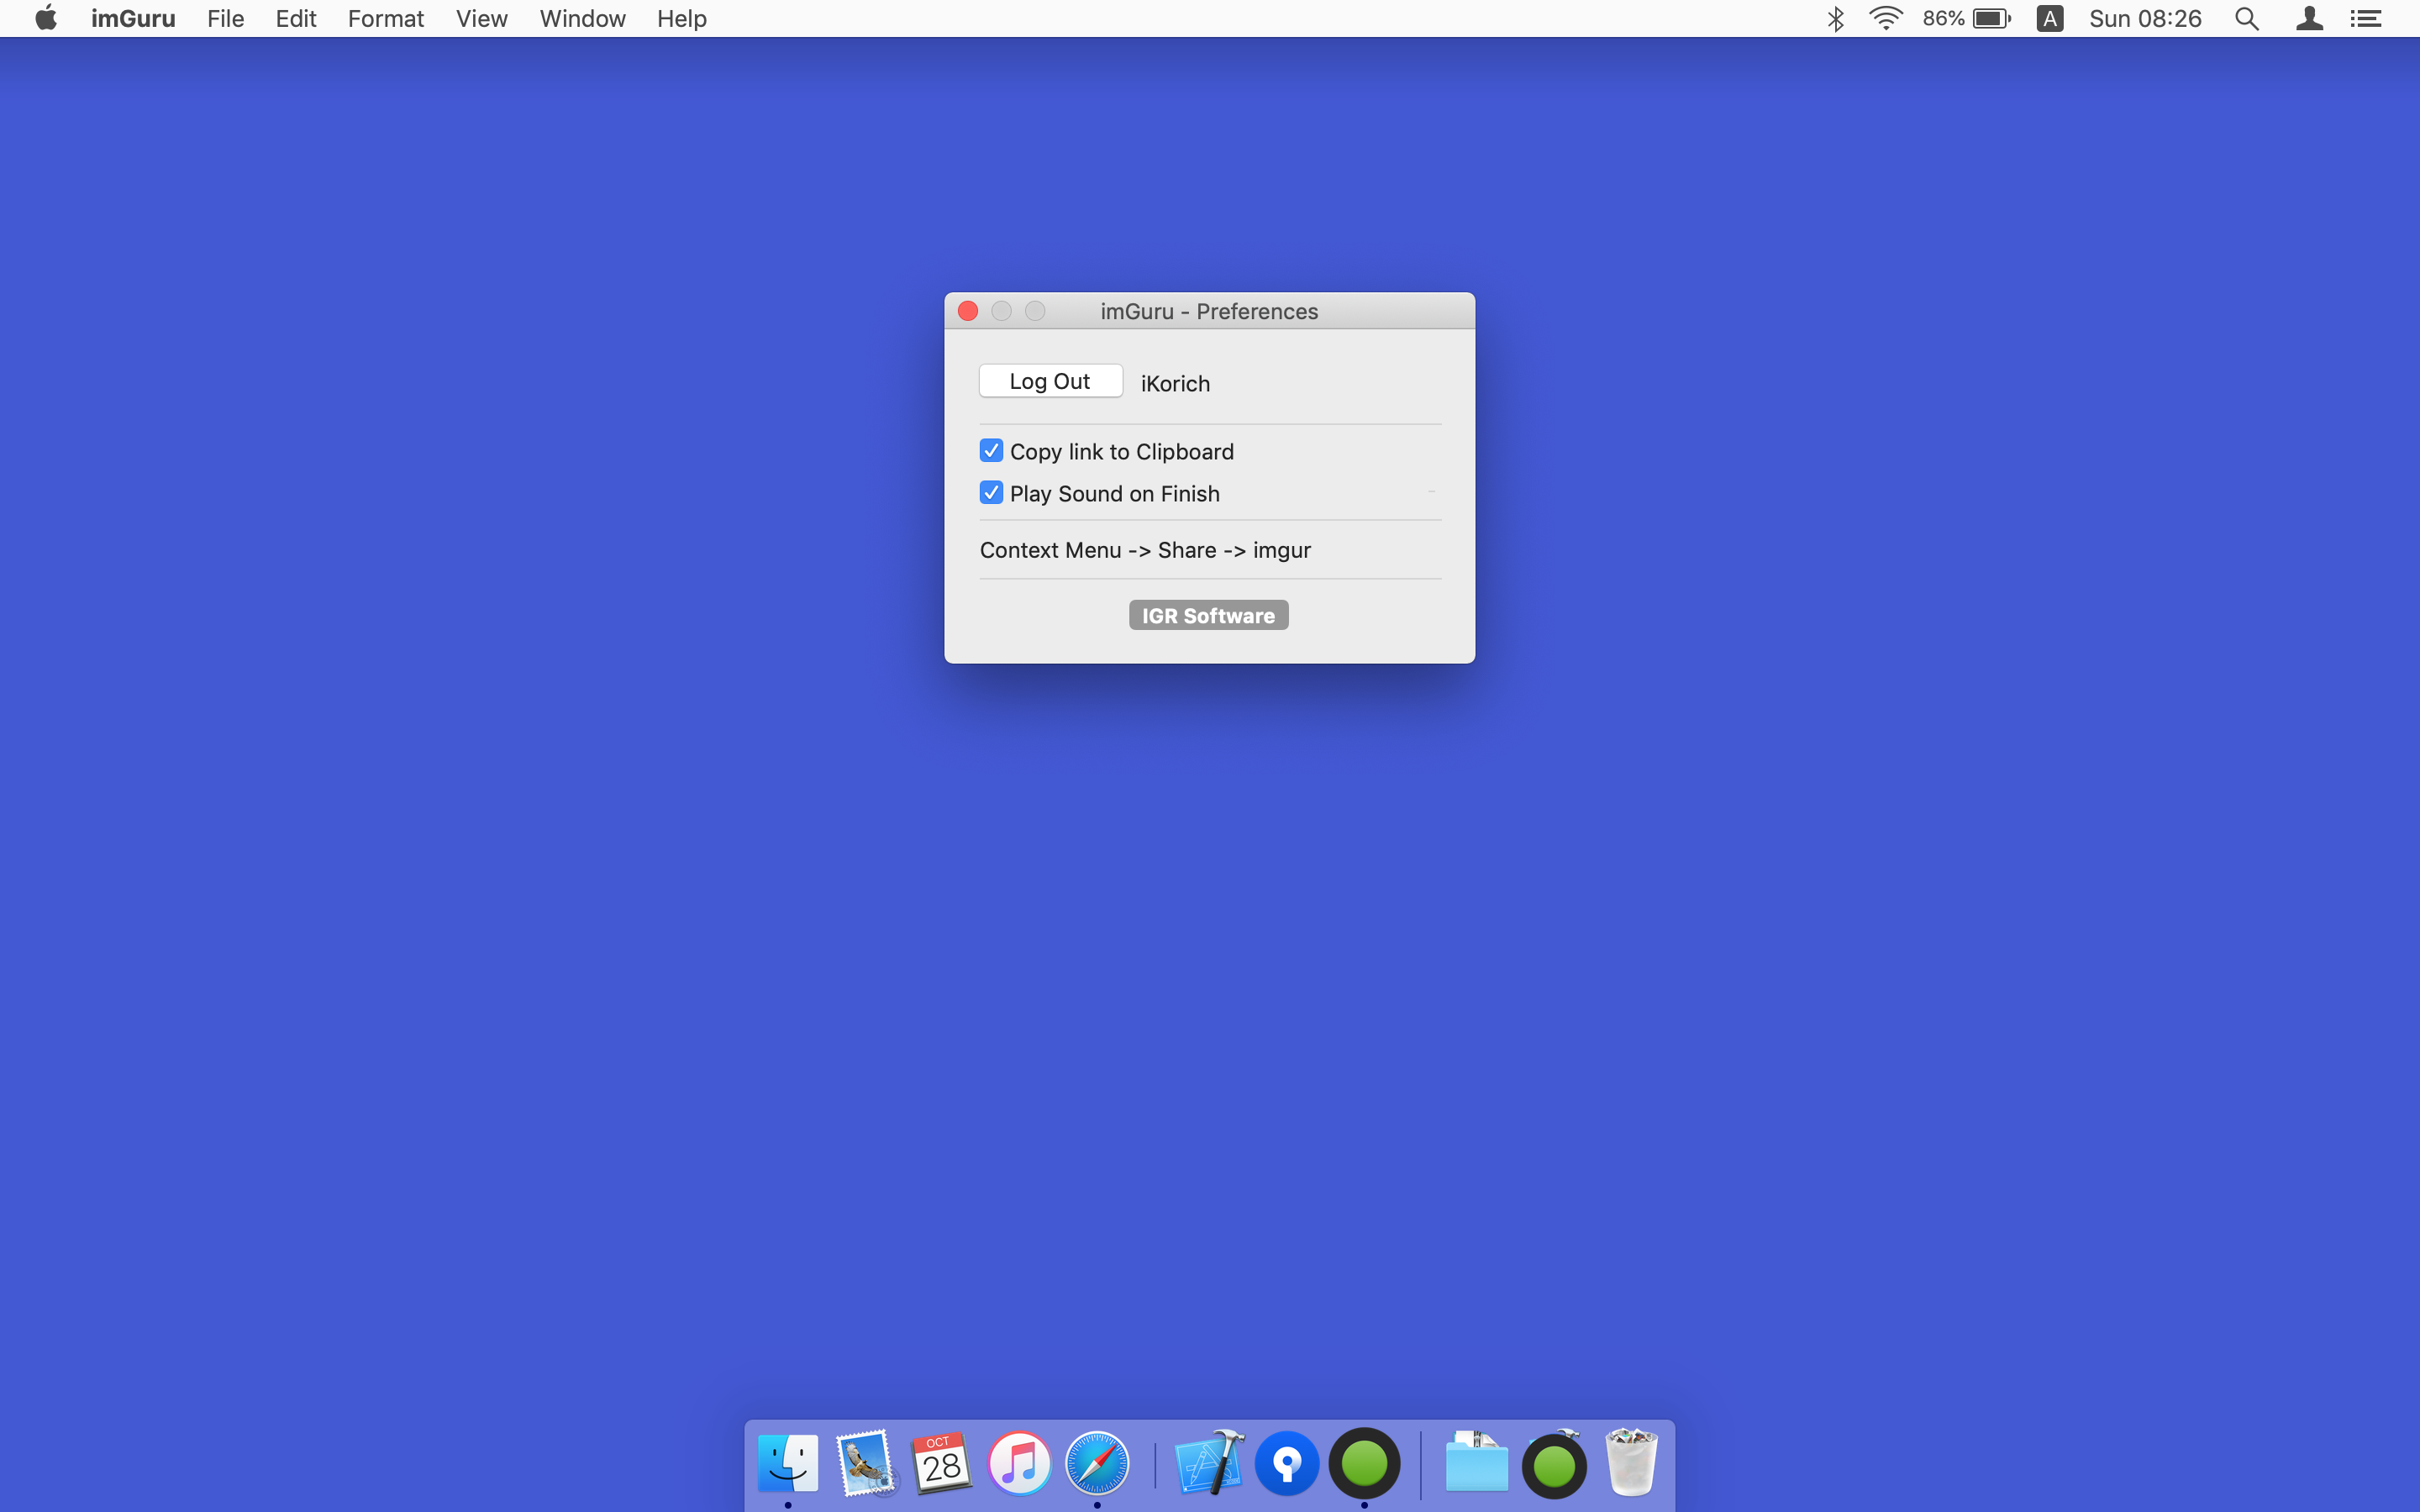 imGuru File Edit Format View Window Help 86% A Sun 08:26
imGuru - Preferences
Log Out iKorich
Copy link to Clipboard
Play Sound on Finish
Context Menu -> Share -> imgur
IGR Software
OCT
28